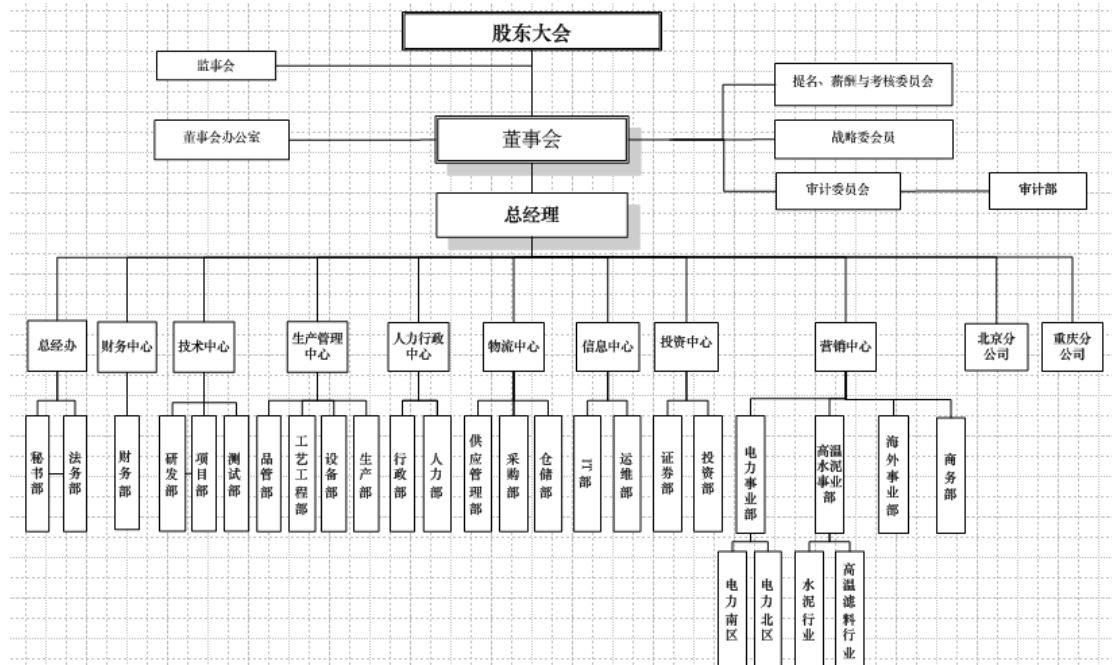 股东大会
监事会
提名、薪酬与考核委员会
董事会办公室
董事会
战略委会员
审计委员会
审计部
总经理
总经办
财务中心
技术中心
生产管理
中心
人力行政
中心
物流中心
信息中心
投资中心
营销中心
北京分
公司
重庆分
公司
秘书部
法务部
财务部
研发部
项目部
测试部
品管部
工艺工程部
设备部
生产部
行政部
人力部
供应管理部
采购部
仓储部
IT部
运维部
证券部
投资部
电力事业部
高温水泥事业部
海外事业部
商务部
电力南区
电力北区
水泥行业
高温滤料行业